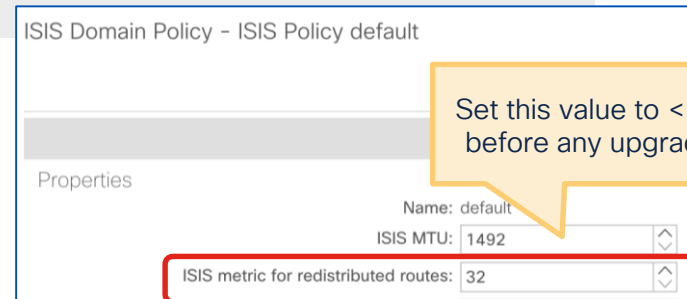 ISIS Domain Policy - ISIS Policy default
Set this value to <
before any
Properties
Name: default
ISIS MTU: 1492
ISIS metric for redistributed routes: 32